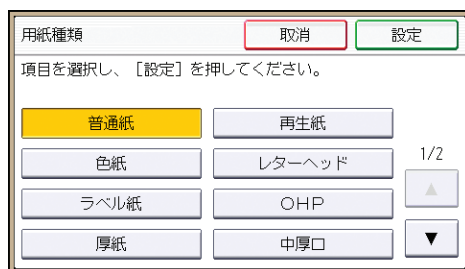 用紙種類 取消 設定
項目を選択し、［設定］を押してください。
普通紙 再生紙
色紙 レターヘッド 1/2
ラベル紙 OHP ▲
厚紙 中厚口 ▼